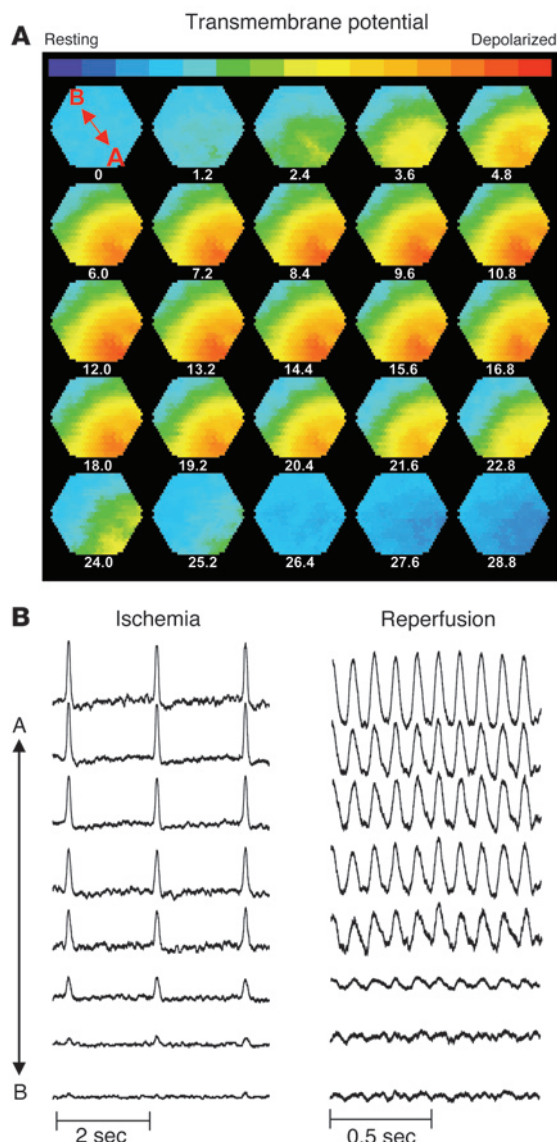 Transmembrane potential
A
Resting Depolarized
B
A
0 1.2 2.4 3.6 4.8
6.0 7.2 8.4 9.6 10.8
12.0 13.2 14.4 15.6 16.8
18.0 19.2 20.4 21.6 22.8
24.0 25.2 26.4 27.6 28.8
B
Ischemia Reperfusion
A
B
2 sec 0.5 sec